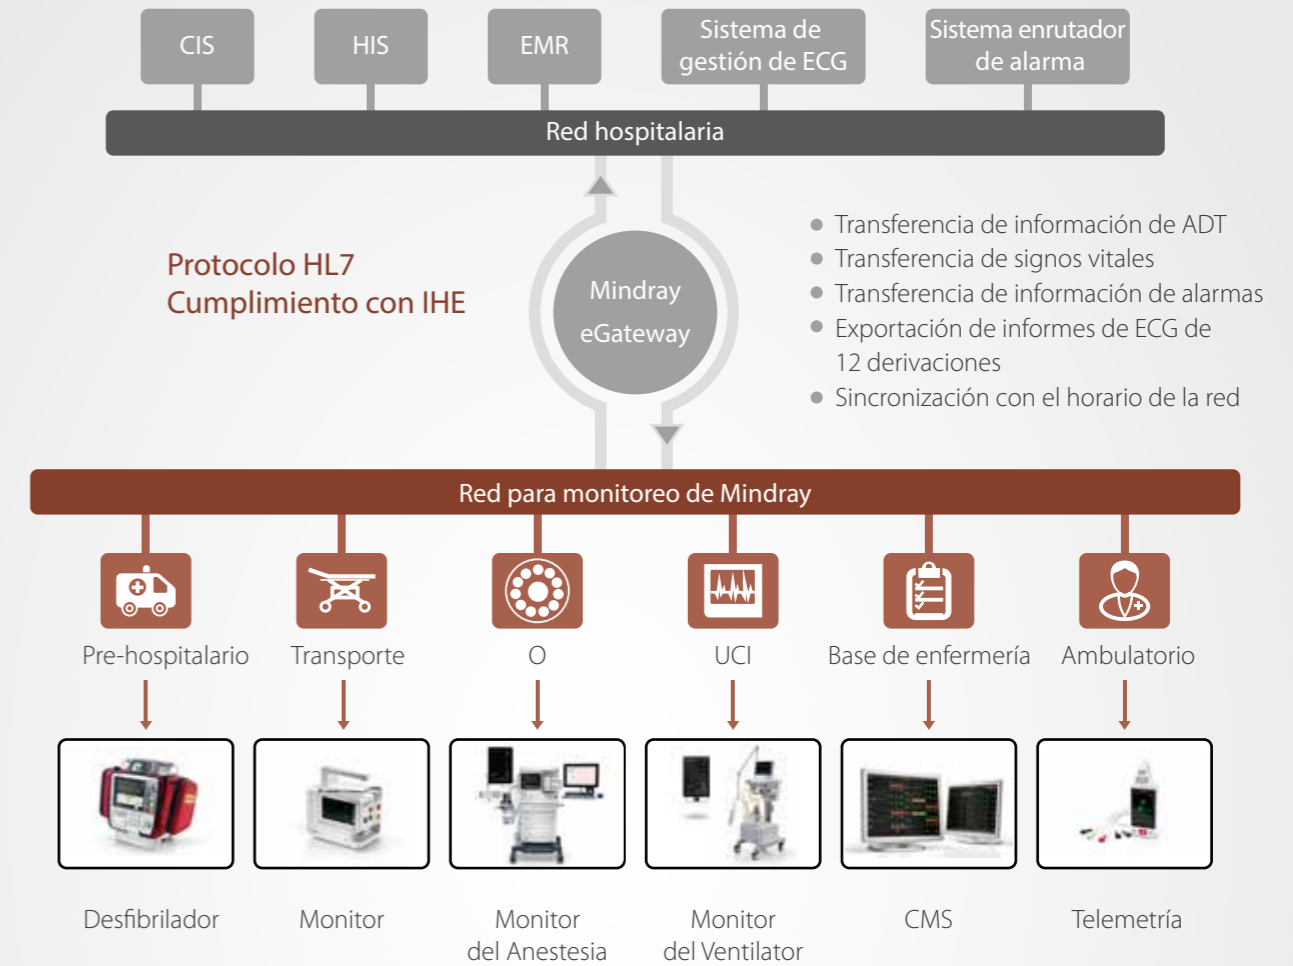 CIS
HIS
EMR
Sistema de
gestión de ECG
Sistema enrutador
de alarma
Red hospitalaria
Protocolo HL7
Cumplimiento con IHE
Mindray
eGateway
Transferencia de información de ADT
Transferencia de signos vitales
Transferencia de información de alarmas
Exportación de informes de ECG de
12 derivaciones
Sincronización con el horario de la red
Red para monitoreo de Mindray
Pre-hospitalario
Transporte
O
UCI
Base de enfermería
Ambulatorio
Desfibrilador
Monitor
Monitor
del Anestesia
Monitor
del Ventilator
CMS
Telemetría